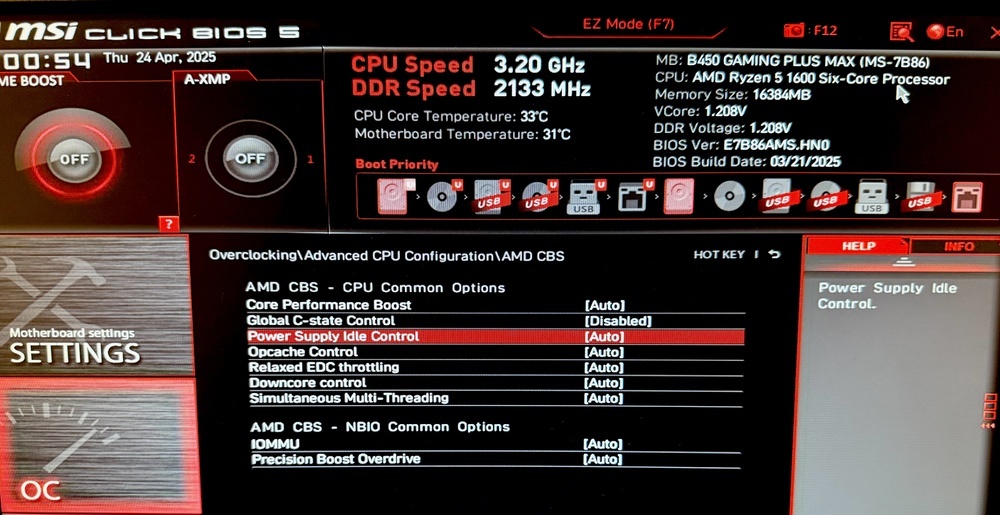 msi CLICK BIOS 5
EZ Mode (F7)
:F12
En
00:54 Thu 24 Apr, 2025
ME BOOST
OFF
A-XMP
2 OFF 1
CPU Speed 3.20 GHz
DDR Speed 2133 MHz
CPU Core Temperature: 33°C
Motherboard Temperature: 31°C
MB: B450 GAMING PLUS MAX (MS-7B86)
CPU: AMD Ryzen 5 1600 Six-Core Processor
Memory Size: 16384MB
VCore: 1.208V
DDR Voltage: 1.208V
BIOS Ver: E7B86AMS.HN0
BIOS Build Date: 03/21/2025
Boot Priority
U U U U U U
USB USB USB USB USB USB USB
?
Motherboard settings
SETTINGS
OC
Overclocking\Advanced CPU Configuration\AMD CBS
HOT KEY |
AMD CBS - CPU Common Options
Core Performance Boost [Auto]
Global C-state Control [Disabled]
Power Supply Idle Control [Auto]
Opcache Control [Auto]
Relaxed EDC throttling [Auto]
Downcore control [Auto]
Simultaneous Multi-Threading [Auto]
AMD CBS - NBIO Common Options
IOMMU [Auto]
Precision Boost Overdrive [Auto]
HELP
INFO
Power Supply Idle
Control.